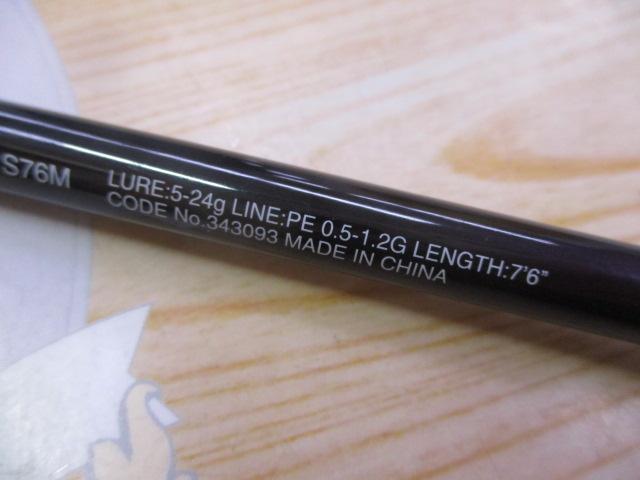 S76M LURE:5-24g LINE:PE 0.5-1.2G LENGTH:7'6"
CODE No.343093 MADE IN CHINA